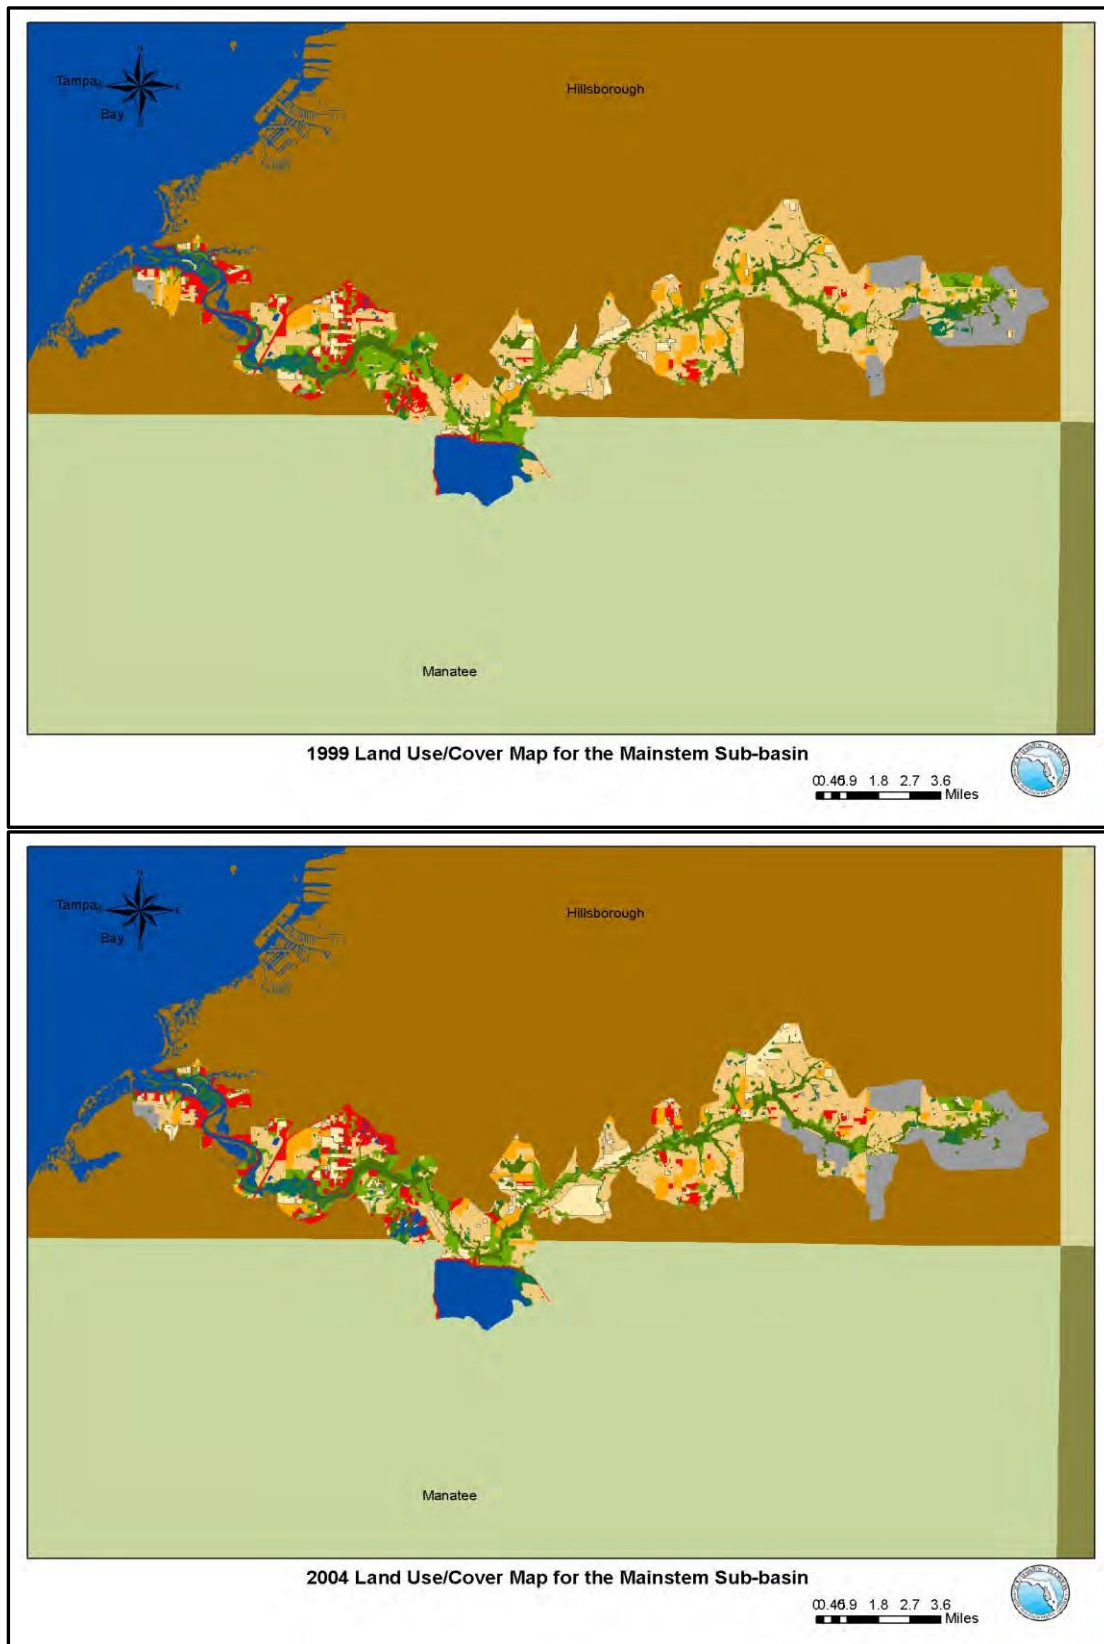 N
Tampa
E
Bay
Hillsborough
Manatee
1999 Land Use/Cover Map for the Mainstem Sub-basin
0 0.45 0.9 1.8 2.7 3.6
Miles
N
Tampa
E
Bay
Hillsborough
Manatee
2004 Land Use/Cover Map for the Mainstem Sub-basin
0 0.45 0.9 1.8 2.7 3.6
Miles